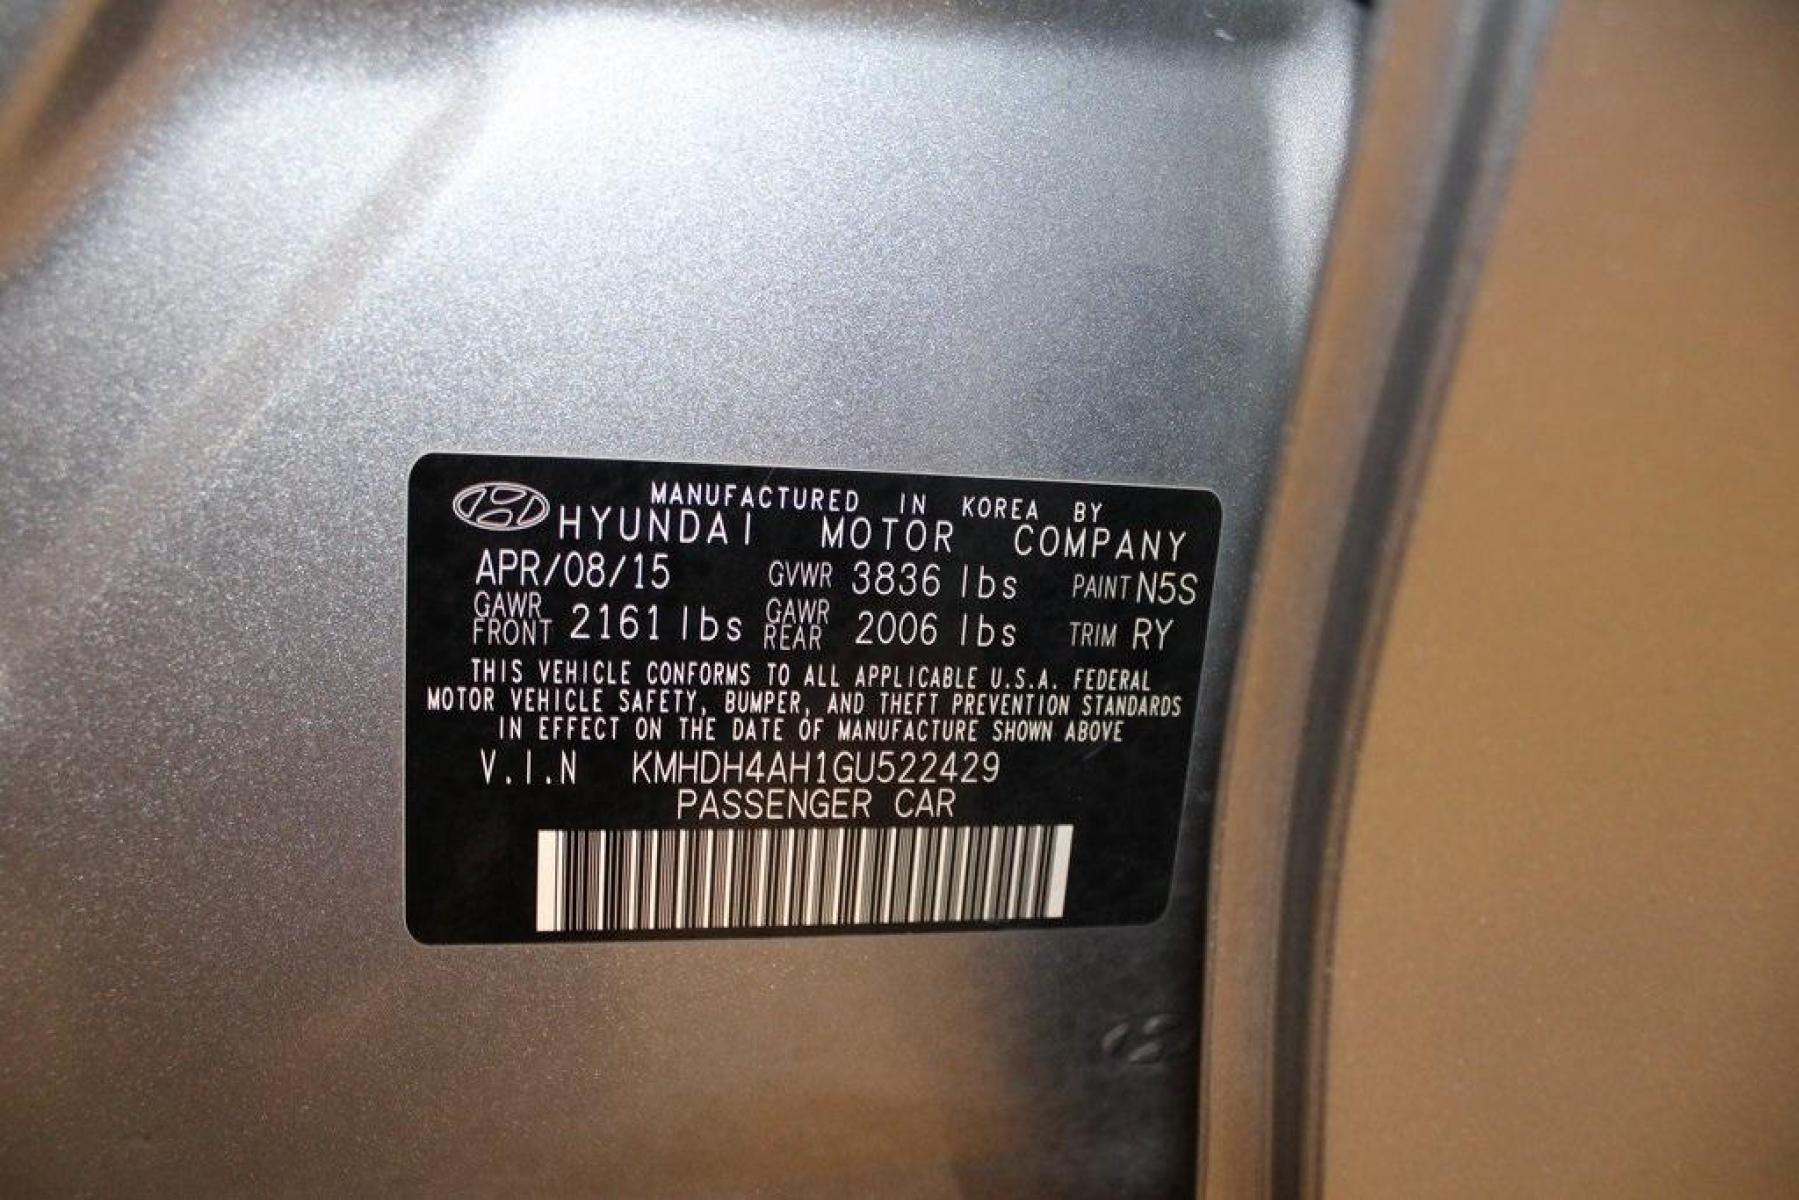 MANUFACTURED IN KOREA BY
HYUNDAI MOTOR COMPANY
APR/08/15 GVWR 3836 lbs PAINT N5S
GAWR FRONT 2161 lbs GAWR REAR 2006 lbs TRIM RY
THIS VEHICLE CONFORMS TO ALL APPLICABLE U.S.A. FEDERAL
MOTOR VEHICLE SAFETY, BUMPER, AND THEFT PREVENTION STANDARDS
IN EFFECT ON THE DATE OF MANUFACTURE SHOWN ABOVE
V.I.N KMHDH4AH1GU522429
PASSENGER CAR